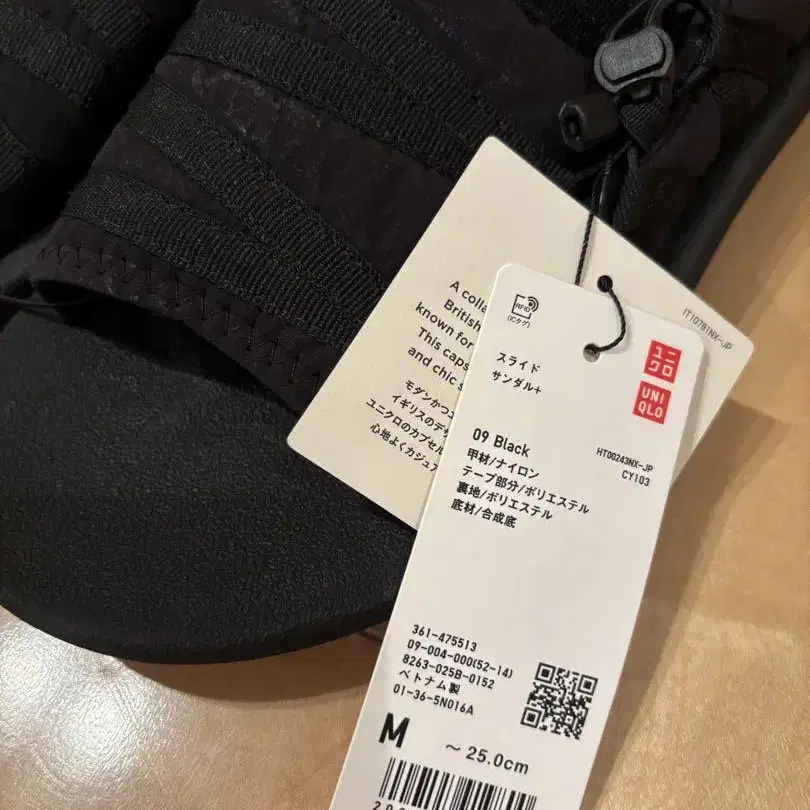 A colla
British
known for
This caps
and chic s
モダンかつエ
イギリスのデザ
ユニクロのカプセル
心地よくカジュア
IT10781NX-JP
RFID
(ICタグ)
スライド
サンダル+
ユニ
クロ
UNI
QLO
09 Black
HT00243NX-JP
CY103
甲材/ナイロン
テープ部分/ポリエステル
裏地/ポリエステル
底材/合成底
361-475513
09-004-000(52-14)
8263-025B-0152
ベトナム製
01-36-5N016A
M ~ 25.0cm